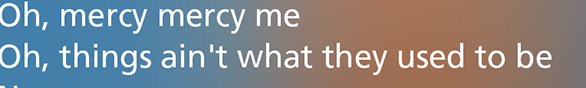 Oh, mercy mercy me
Oh, things ain't what they used to be